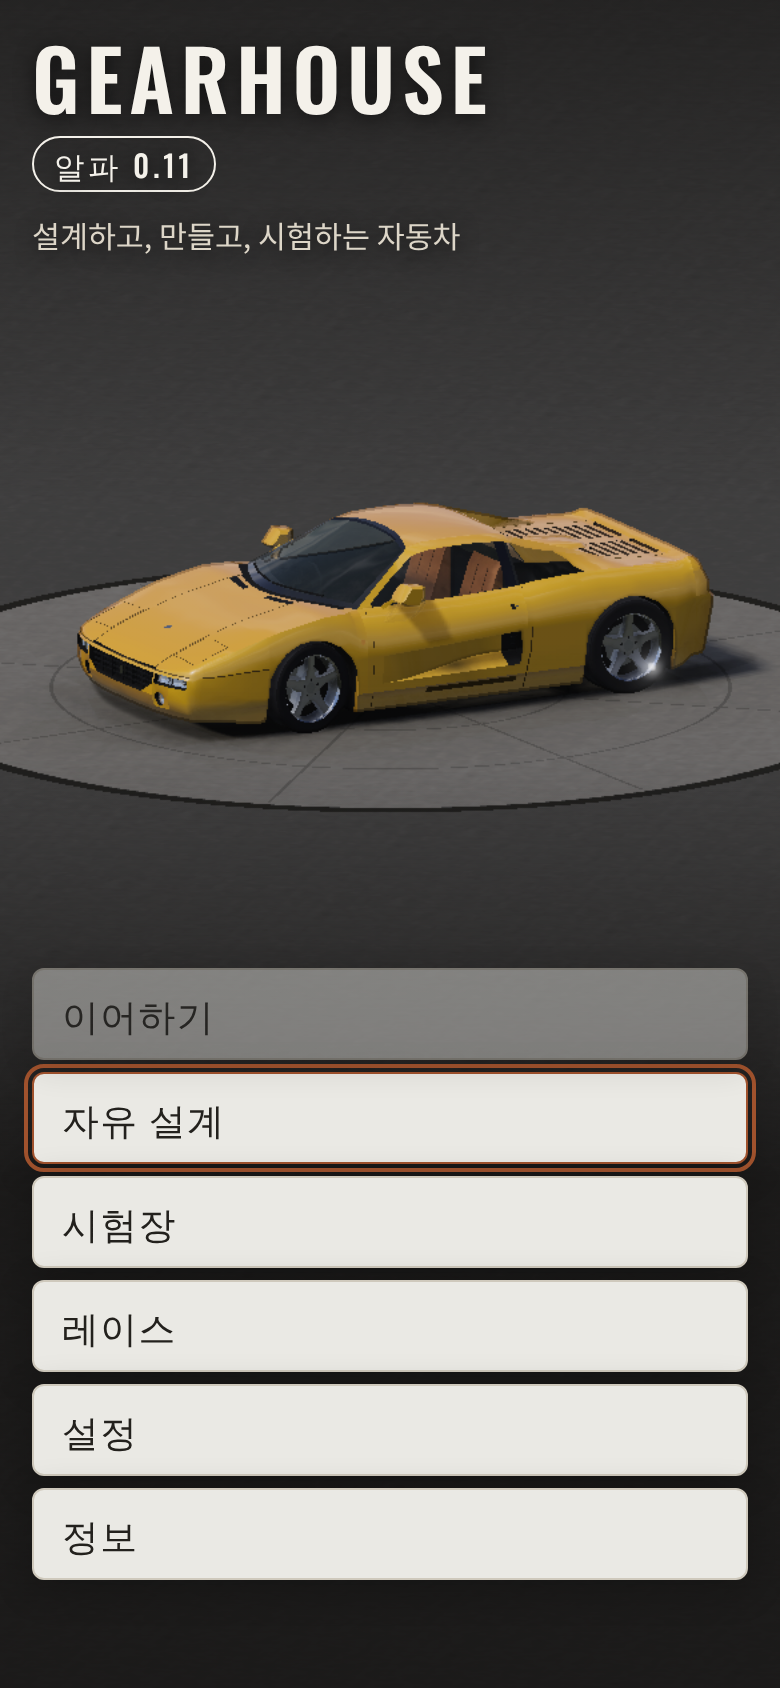 GEARHOUSE
알파 0.11
설계하고, 만들고, 시험하는 자동차
이어하기
자유 설계
시험장
레이스
설정
정보